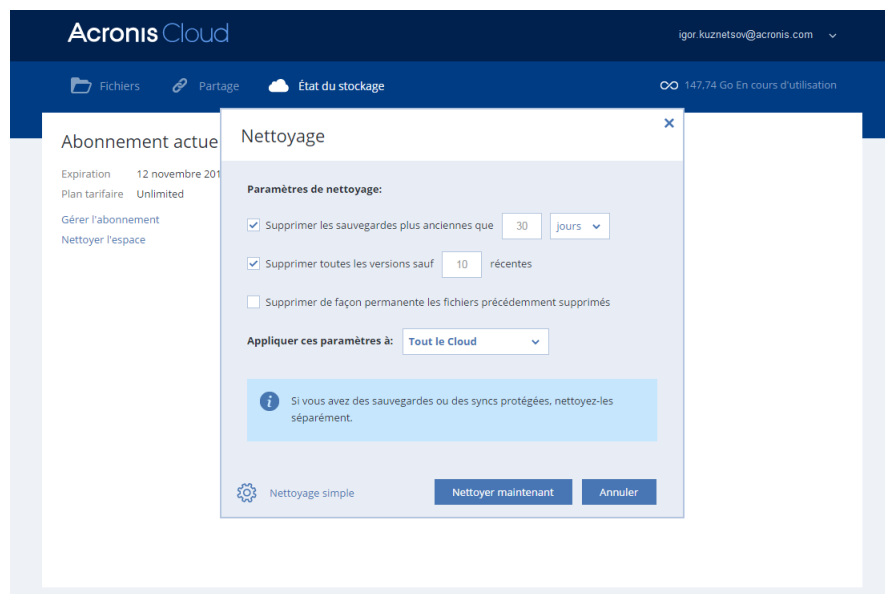 Acronis Cloud
igor.kuznetsov@acronis.com
Fichiers
Partage
État du stockage
147,74 Go En cours d'utilisation
Abonnement actue
Expiration 12 novembre 201
Plan tarifaire Unlimited
Gérer l'abonnement
Nettoyer l'espace
Nettoyage
Paramètres de nettoyage:
Supprimer les sauvegardes plus anciennes que 30 jours
Supprimer toutes les versions sauf 10 récentes
Supprimer de façon permanente les fichiers précédemment supprimés
Appliquer ces paramètres à: Tout le Cloud
Si vous avez des sauvegardes ou des syncs protégées, nettoyez-les
séparément.
Nettoyage simple
Nettoyer maintenant
Annuler